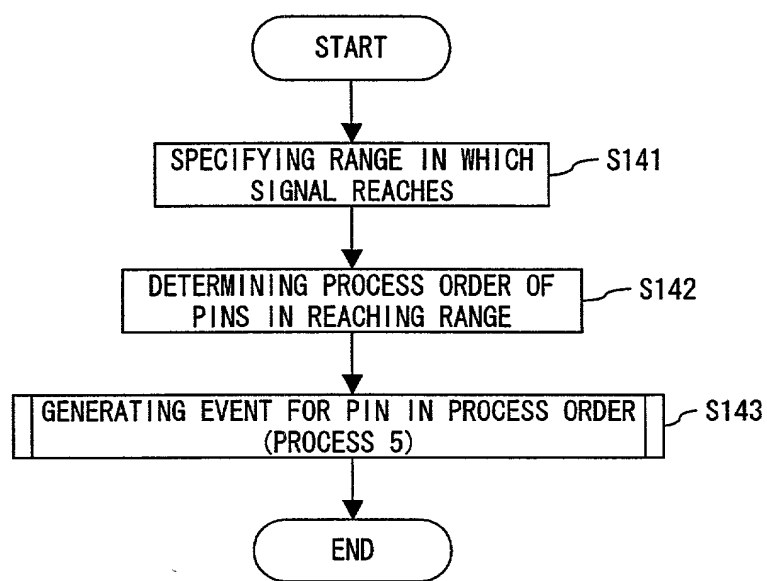 START
SPECIFYING RANGE IN WHICH
SIGNAL REACHES
S141
DETERMINING PROCESS ORDER OF
PINS IN REACHING RANGE
S142
GENERATING EVENT FOR PIN IN PROCESS ORDER
(PROCESS 5)
S143
END